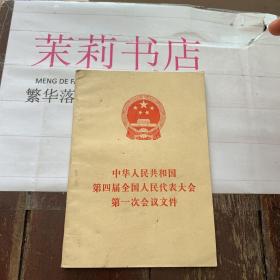 茉莉书店
MENG DE FA
繁华落
中华人民共和国
第四届全国人民代表大会
第一次会议文件